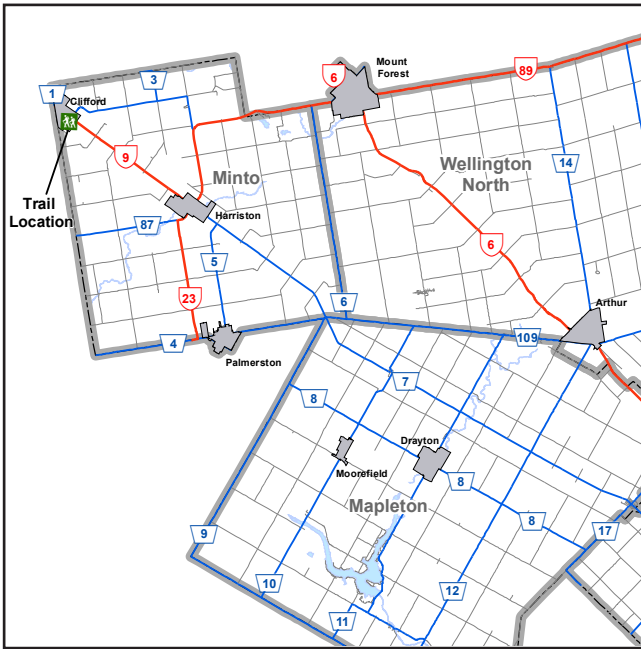 Mount
Forest
6
89
3
1
Clifford
9
Minto
Wellington
North
14
Trail
Location
87
Harriston
5
6
23
6
Arthur
4
109
Palmerston
7
8
Drayton
Moorefield
8
Mapleton
8
17
9
10
12
11